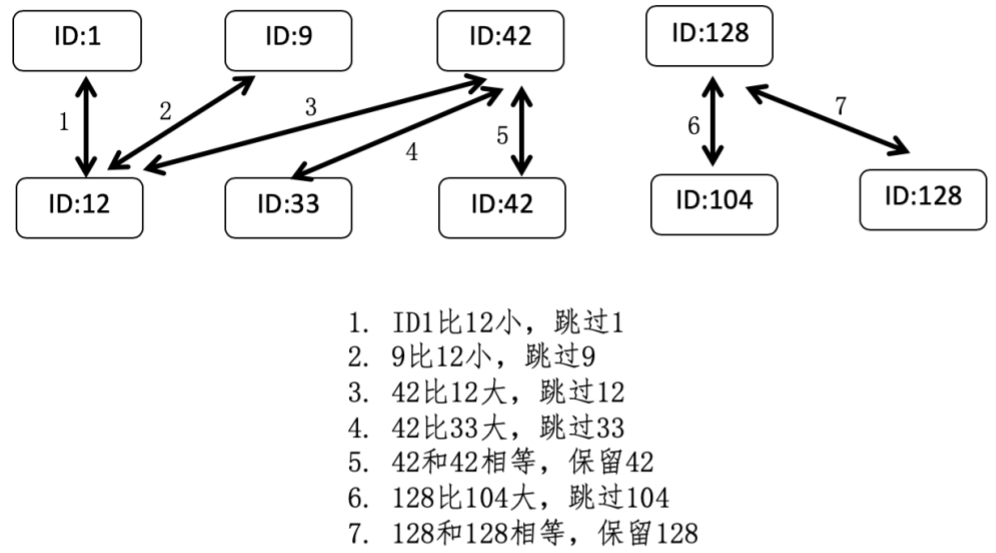 ID:1 ID:9 ID:42 ID:128
1 2 3 4 5 6 7
ID:12 ID:33 ID:42 ID:104 ID:128
1. ID1比12小，跳过1
2. 9比12小，跳过9
3. 42比12大，跳过12
4. 42比33大，跳过33
5. 42和42相等，保留42
6. 128比104大，跳过104
7. 128和128相等，保留128